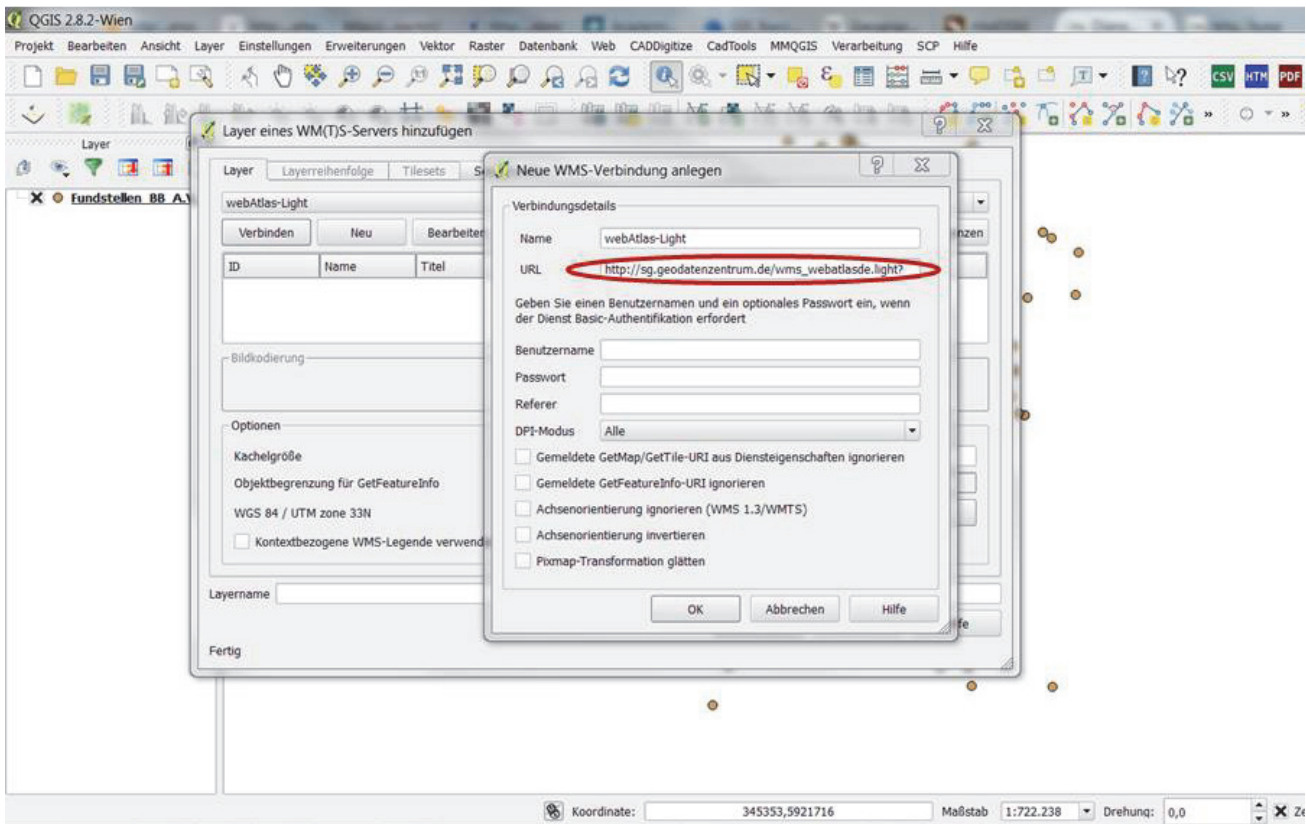 QGIS 2.8.2-Wien
Projekt Bearbeiten Ansicht Layer Einstellungen Erweiterungen Vektor Raster Datenbank Web CADDigitize CadTools MMQGIS Verarbeitung SCP Hilfe
CSV HTM PDF
Layer
Fundstellen_BB_A.
Layer eines WM(T)S-Servers hinzufügen
Layer Layerreihenfolge Tilesets
webAtlas-Light
Verbinden Neu Bearbeiten
ID Name Titel
Bildkodierung
Optionen
Kachelgröße
Objektbegrenzung für GetFeatureInfo
WGS 84 / UTM zone 33N
Kontextbezogene WMS-Legende verwend
Layername
Fertig
Neue WMS-Verbindung anlegen
Verbindungsdetails
Name webAtlas-Light
URL http://sg.geodatenzentrum.de/wms_webatlasde.light?
Geben Sie einen Benutzernamen und ein optionales Passwort ein, wenn
der Dienst Basic-Authentifikation erfordert
Benutzername
Passwort
Referer
DPI-Modus Alle
Gemeldete GetMap/GetTile-URI aus Diensteigenschaften ignorieren
Gemeldete GetFeatureInfo-URI ignorieren
Achsenorientierung ignorieren (WMS 1.3/WMTS)
Achsenorientierung invertieren
Pixmap-Transformation glätten
OK Abbrechen Hilfe
nzen
fe
Koordinate: 345353,5921716 Maßstab 1:722.238 Drehung: 0,0 Ze